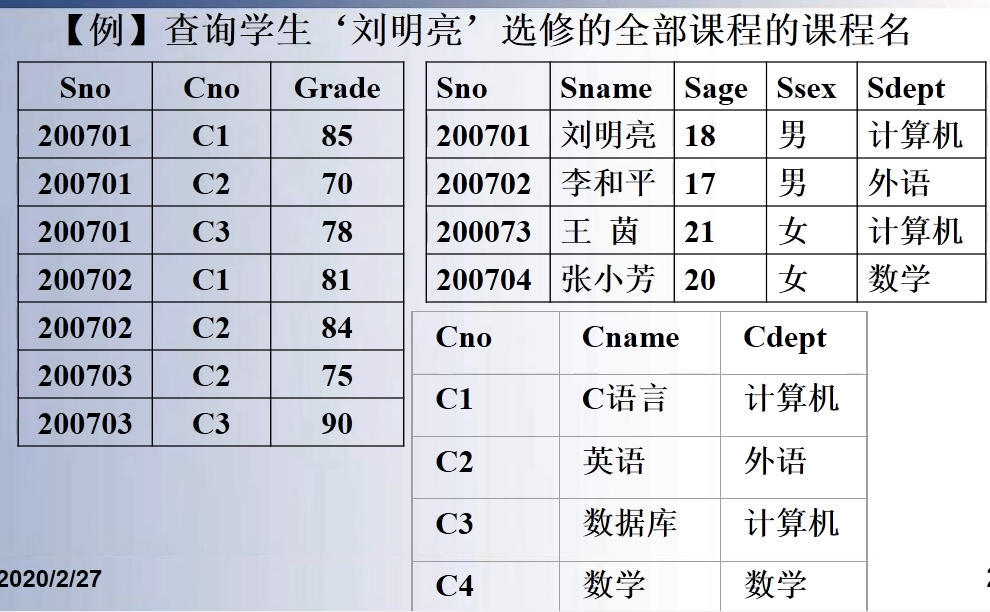 【例】查询学生‘刘明亮’选修的全部课程的课程名
Sno Cno Grade
200701 C1 85
200701 C2 70
200701 C3 78
200702 C1 81
200702 C2 84
200703 C2 75
200703 C3 90
Sno Sname Sage Ssex Sdept
200701 刘明亮 18 男 计算机
200702 李和平 17 男 外语
200073 王 茵 21 女 计算机
200704 张小芳 20 女 数学
Cno Cname Cdept
C1 C语言 计算机
C2 英语 外语
C3 数据库 计算机
C4 数学 数学
2020/2/27